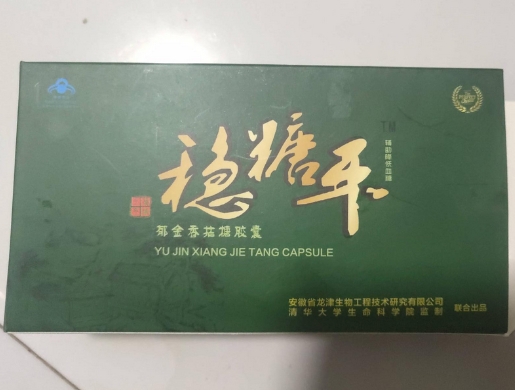 稳糖平
辅助降低血糖
郁金香菇糖胶囊
YU JIN XIANG JIE TANG CAPSULE
安徽省龙津生物工程技术研究有限公司
清华大学生命科学院监制
联合出品